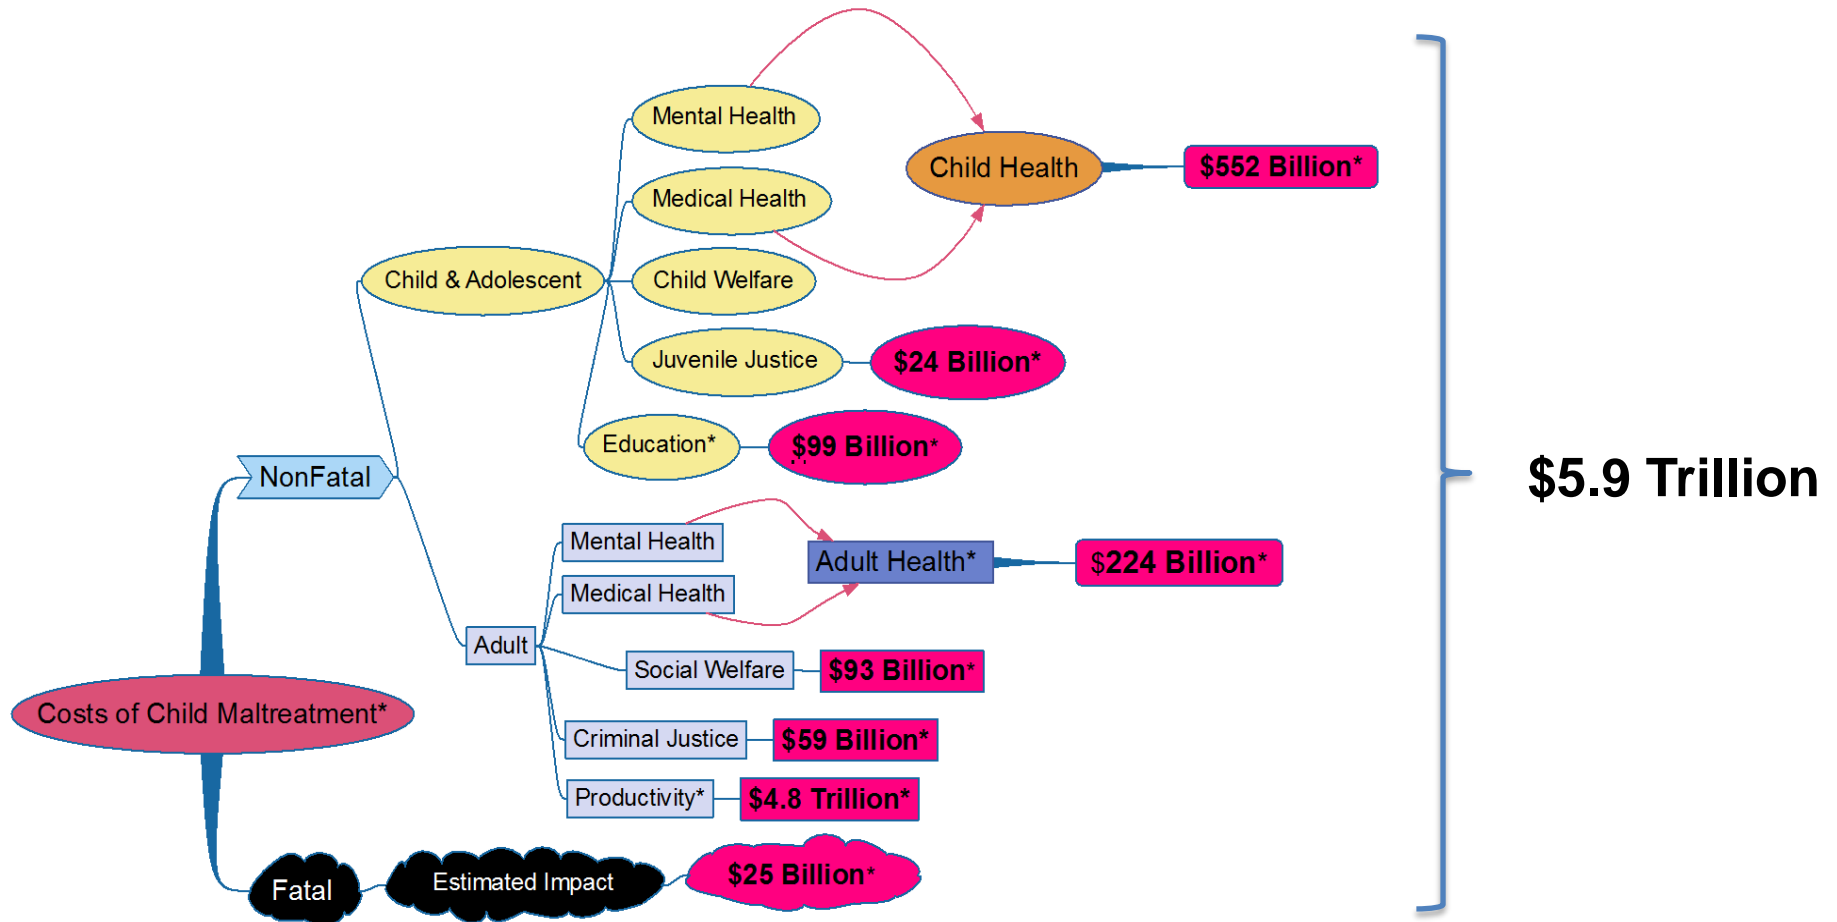 Mental Health
Child Health
$552 Billion*
Medical Health
Child & Adolescent
Child Welfare
Juvenile Justice
$24 Billion*
Education*
$99 Billion*
NonFatal
$5.9 Trillion
Mental Health
Adult Health*
$224 Billion*
Medical Health
Adult
Social Welfare
$93 Billion*
Costs of Child Maltreatment*
Criminal Justice
$59 Billion*
Productivity*
$4.8 Trillion*
Fatal
Estimated Impact
$25 Billion*